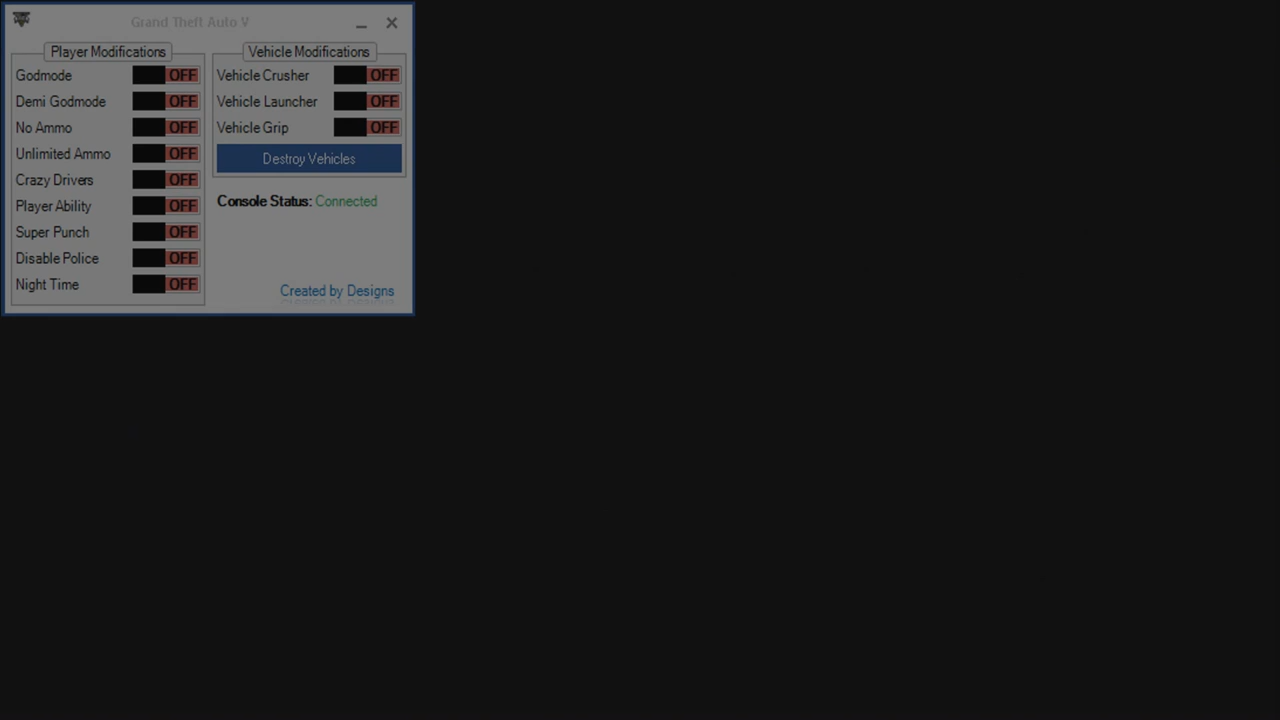 Grand Theft Auto V
Player Modifications
Godmode OFF
Demi Godmode OFF
No Ammo OFF
Unlimited Ammo OFF
Crazy Drivers OFF
Player Ability OFF
Super Punch OFF
Disable Police OFF
Night Time OFF
Vehicle Modifications
Vehicle Crusher OFF
Vehicle Launcher OFF
Vehicle Grip OFF
Destroy Vehicles
Console Status: Connected
Created by Designs